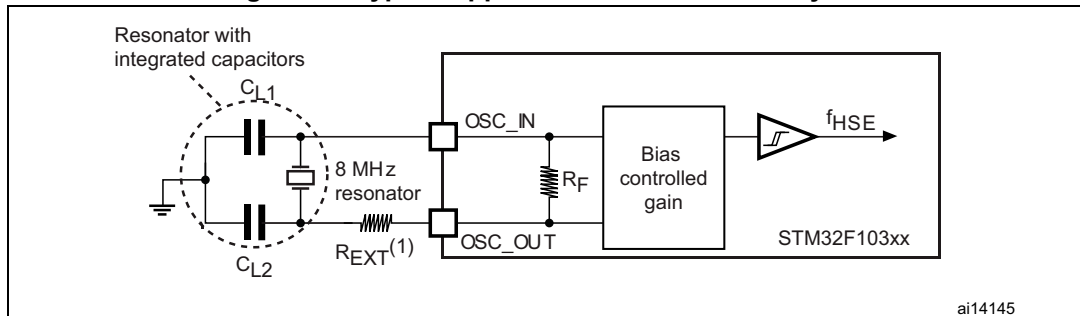 Resonator with
integrated capacitors
CL1
OSC_IN
fHSE
8 MHz
resonator
RF
Bias
controlled
gain
OSC_OUT
STM32F103xx
REXT(1)
CL2
ai14145